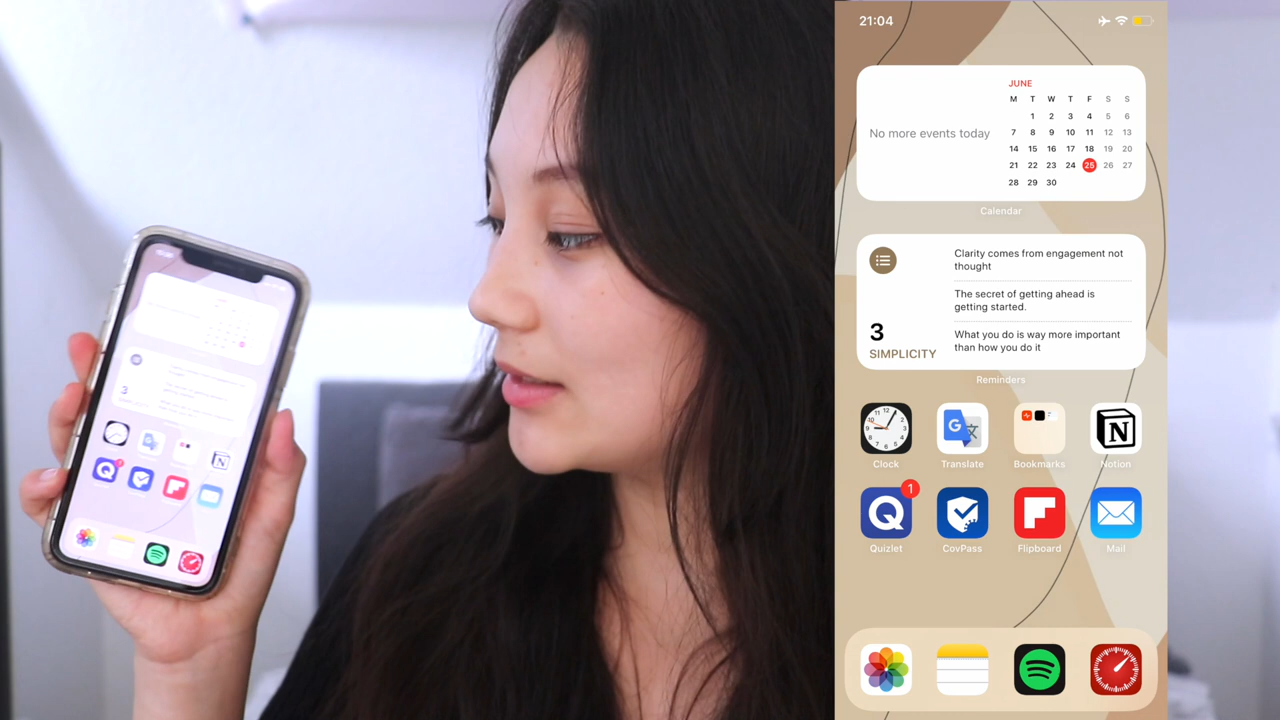 21:04
No more events today
JUNE
M T W T F S S
1 2 3 4 5 6
7 8 9 10 11 12 13
14 15 16 17 18 19 20
21 22 23 24 25 26 27
28 29 30
Calendar
Clarity comes from engagement not
thought
The secret of getting ahead is
getting started.
What you do is way more important
than how you do it
3
SIMPLICITY
Reminders
Clock
Translate
Bookmarks
Notion
1
Quizlet
CovPass
Flipboard
Mail